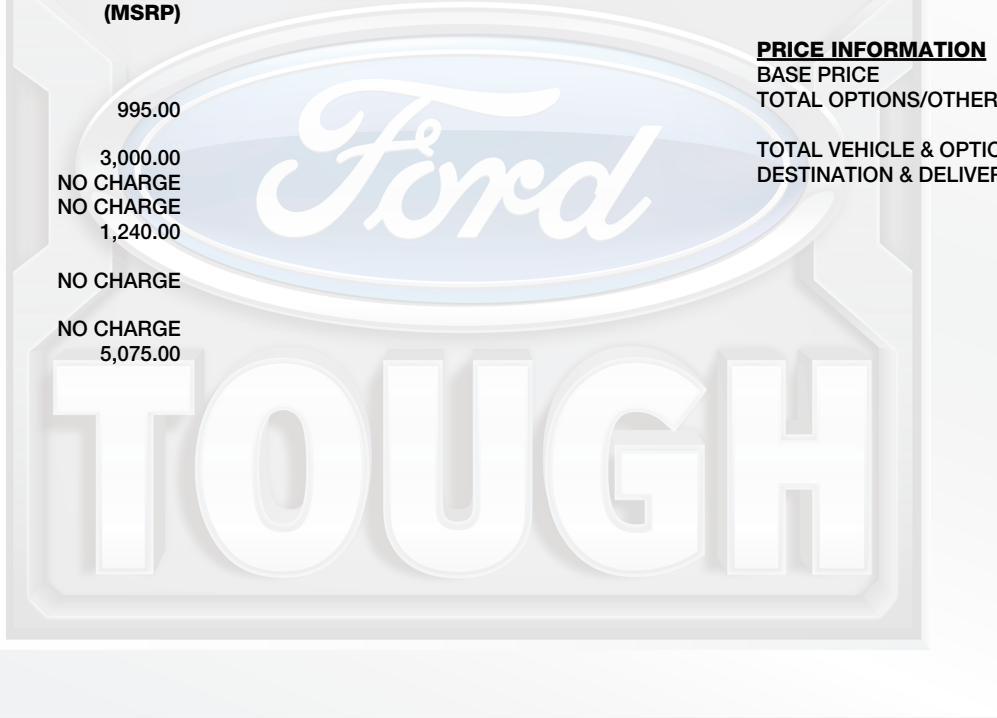 (MSRP)
995.00
3,000.00
NO CHARGE
NO CHARGE
1,240.00
NO CHARGE
NO CHARGE
5,075.00
PRICE INFORMATION
BASE PRICE
TOTAL OPTIONS/OTHER
TOTAL VEHICLE & OPTIO
DESTINATION & DELIVER
Ford
TOUGH